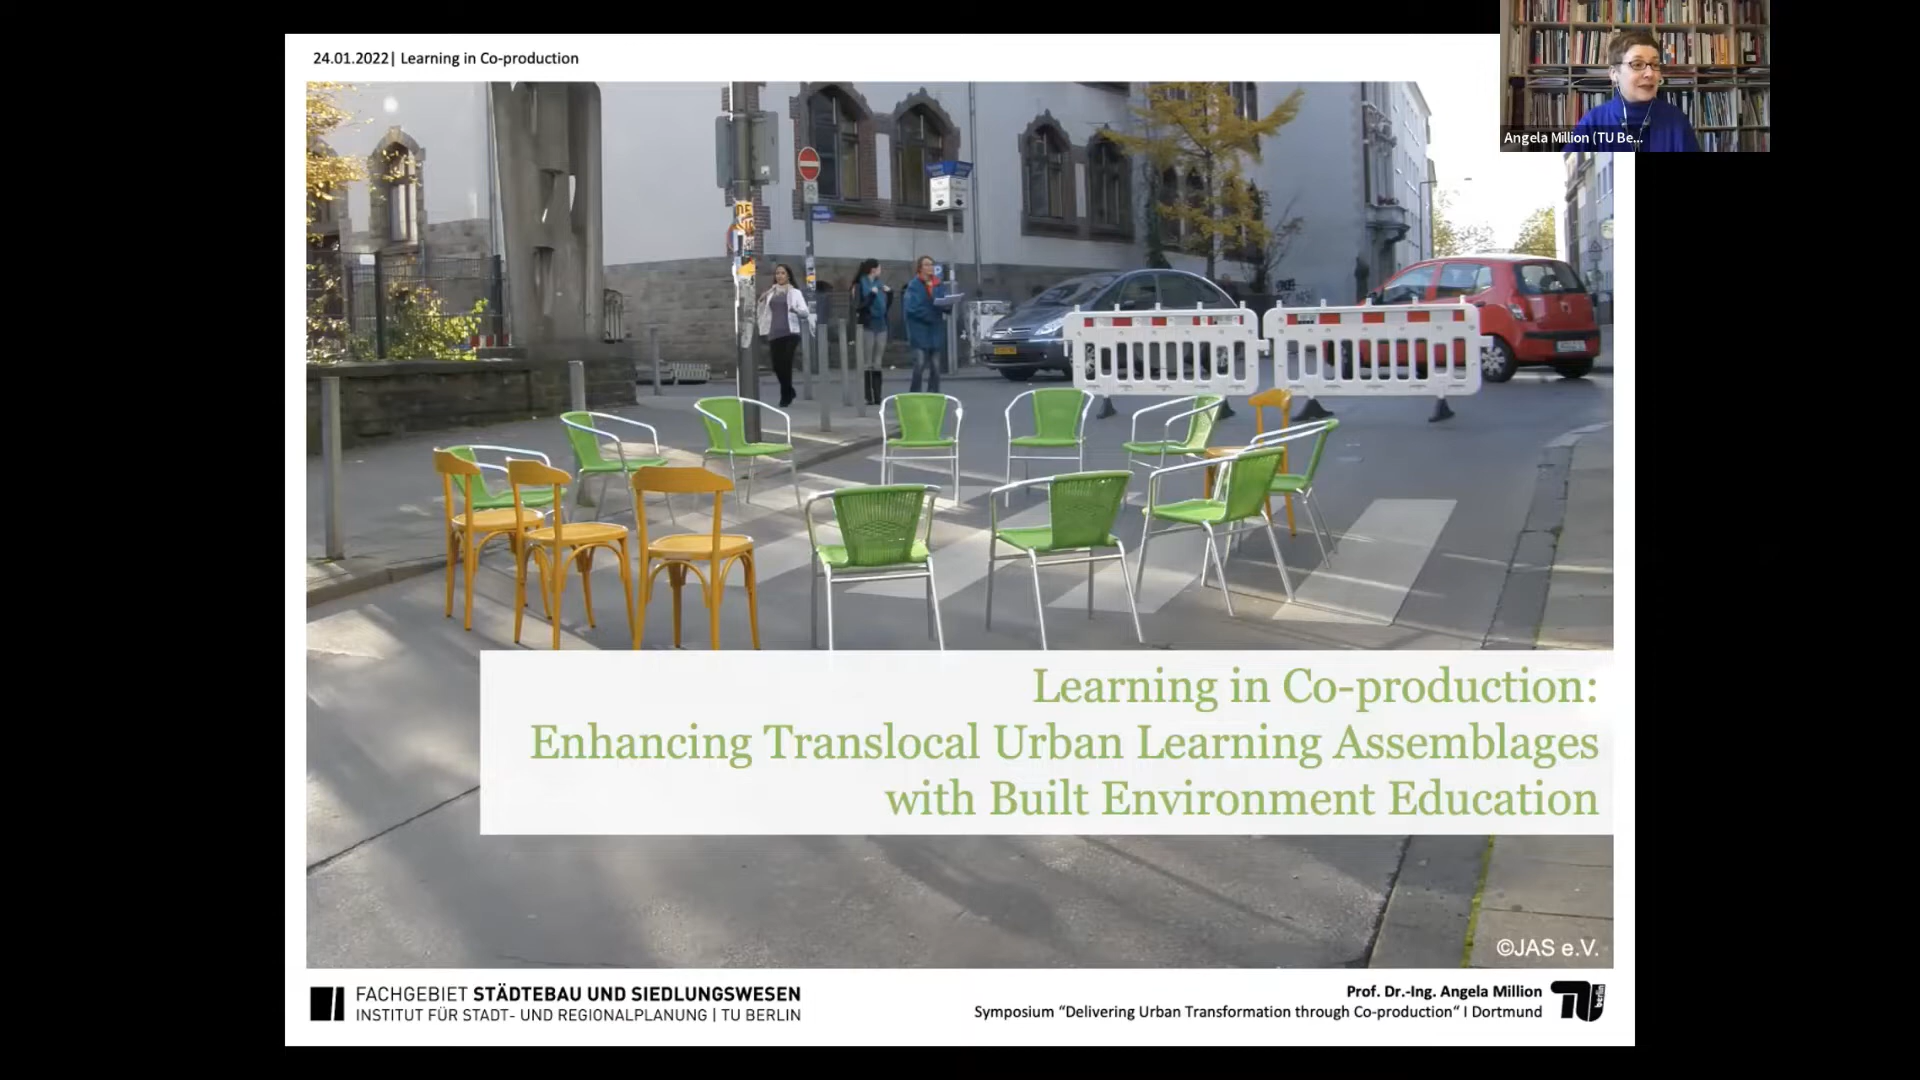 24.01.2022| Learning in Co-production
Angela Million (TU Be...
Learning in Co-production:
Enhancing Translocal Urban Learning Assemblages
with Built Environment Education
©JAS e.V.
FACHGEBIET STÄDTEBAU UND SIEDLUNGSWESEN
INSTITUT FÜR STADT- UND REGIONALPLANUNG | TU BERLIN
Prof. Dr.-Ing. Angela Million
Symposium “Delivering Urban Transformation through Co-production“ I Dortmund
TU berlin